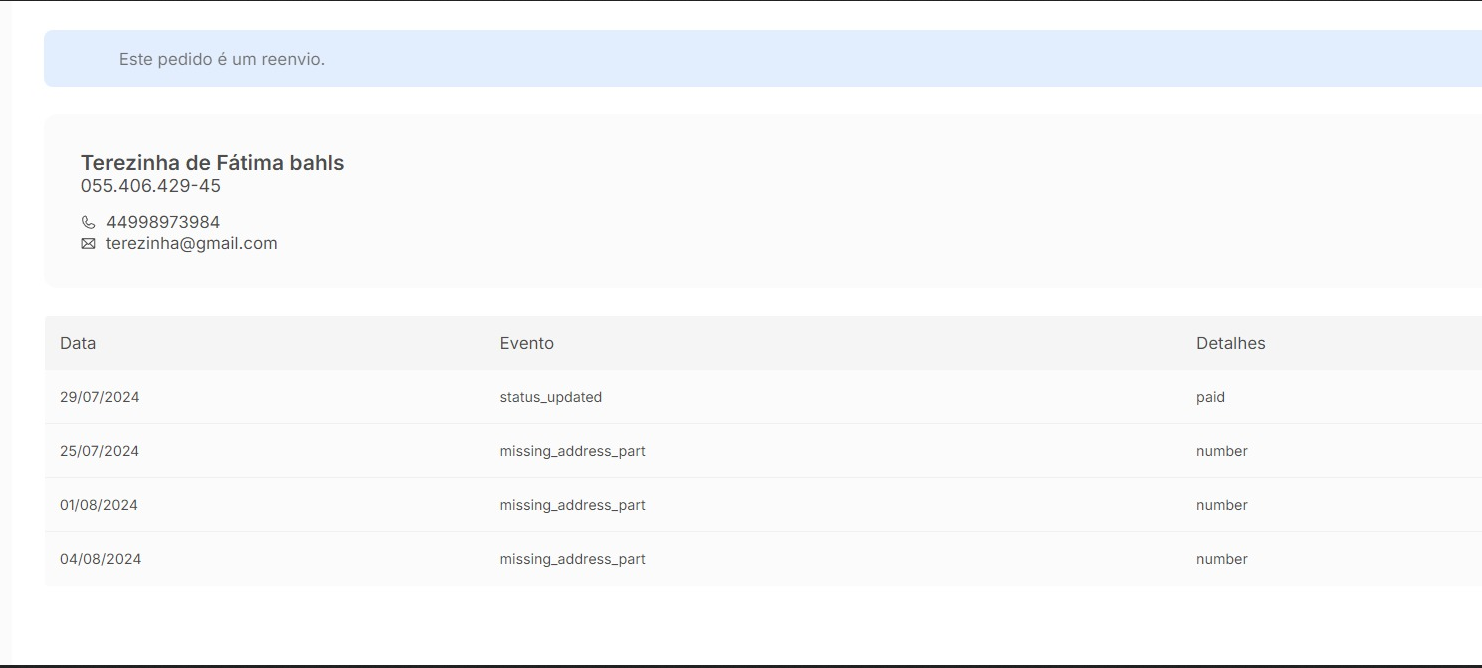 Este pedido é um reenvio.
Terezinha de Fátima bahls
055.406.429-45
44998973984
terezinha@gmail.com
Data Evento Detalhes
29/07/2024 status_updated paid
25/07/2024 missing_address_part number
01/08/2024 missing_address_part number
04/08/2024 missing_address_part number